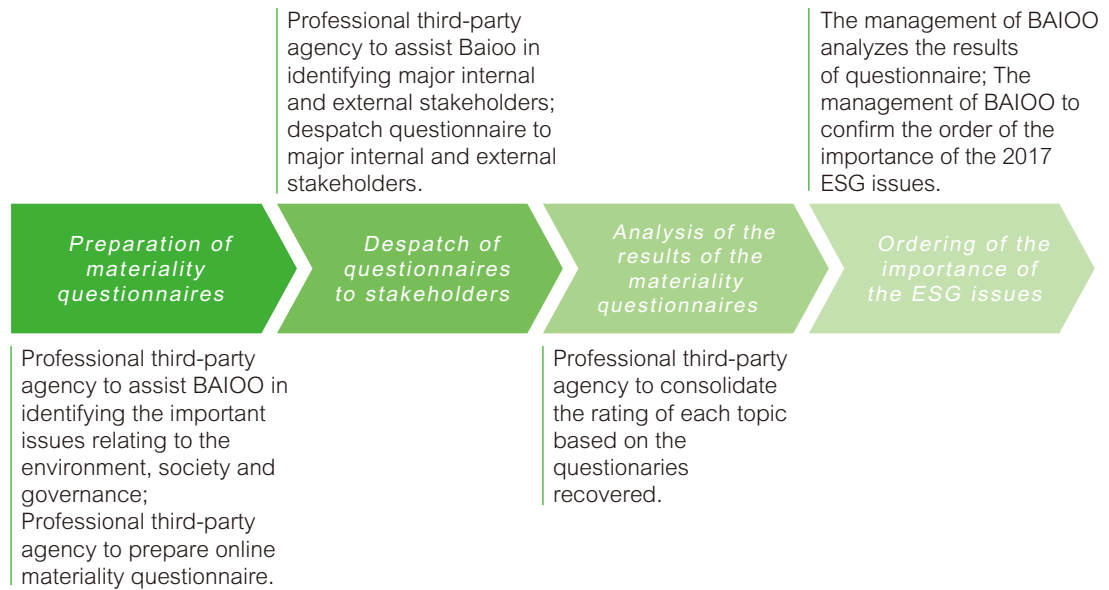 Professional third-party
agency to assist Baioo in
identifying major internal
and external stakeholders;
despatch questionnaire to
major internal and external
stakeholders.
The management of BAIOO
analyzes the results
of questionnaire; The
management of BAIOO to
confirm the order of the
importance of the 2017
ESG issues.
Preparation of
materiality
questionnaires
Despatch of
questionnaires
to stakeholders
Analysis of the
results of the
materiality
questionnaires
Ordering of the
importance of
the ESG issues
Professional third-party
agency to assist BAIOO in
identifying the important
issues relating to the
environment, society and
governance;
Professional third-party
agency to prepare online
materiality questionnaire.
Professional third-party
agency to consolidate
the rating of each topic
based on the
questionaries
recovered.